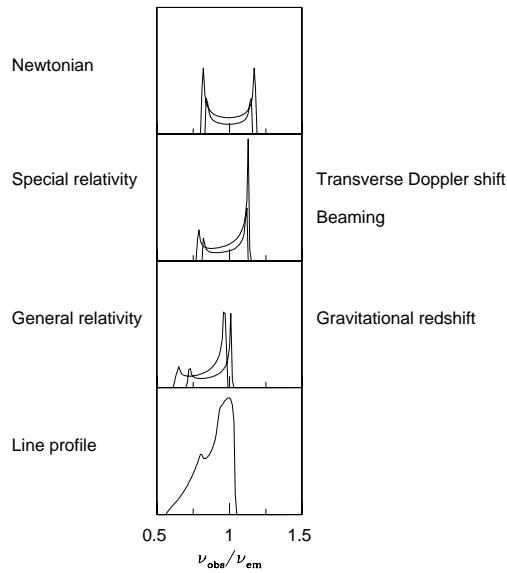 Newtonian
Special relativity
Transverse Doppler shift
Beaming
General relativity
Gravitational redshift
Line profile
0.5 1 1.5
ν_obs/ν_em